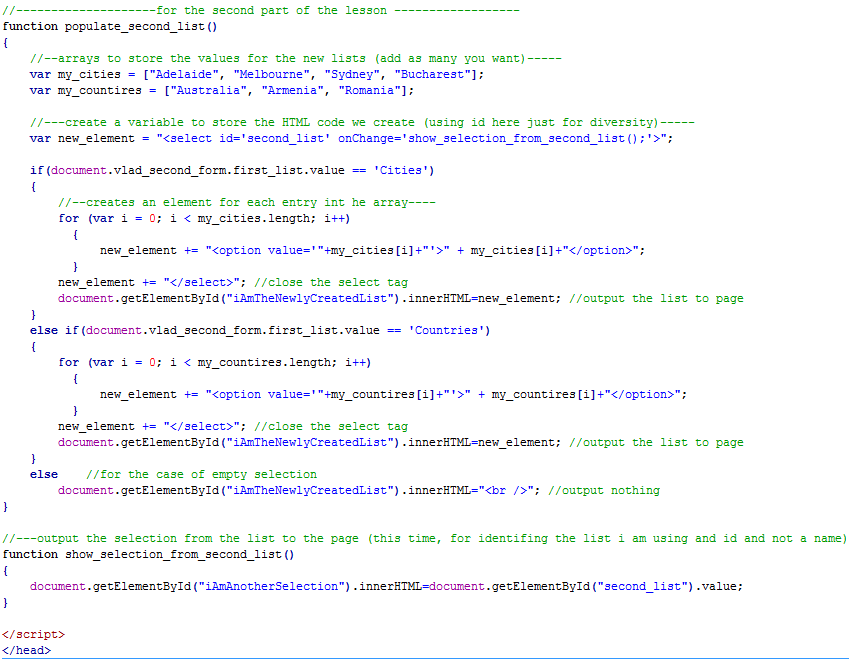 //--------------------for the second part of the lesson ------------------
function populate_second_list()
{
    //--arrays to store the values for the new lists (add as many you want)-----
    var my_cities = ["Adelaide", "Melbourne", "Sydney", "Bucharest"];
    var my_countires = ["Australia", "Armenia", "Romania"];

    //---create a variable to store the HTML code we create (using id here just for diversity)-----
    var new_element = "<select id='second_list' onChange='show_selection_from_second_list();'>";

    if(document.vlad_second_form.first_list.value == 'Cities')
    {
        //--creates an element for each entry int he array----
        for (var i = 0; i < my_cities.length; i++)
          {
              new_element += "<option value='"+my_cities[i]+"'>" + my_cities[i]+"</option>";
          }
        new_element += "</select>"; //close the select tag
        document.getElementById("iAmTheNewlyCreatedList").innerHTML=new_element; //output the list to page
    }
    else if(document.vlad_second_form.first_list.value == 'Countries')
    {
        for (var i = 0; i < my_countires.length; i++)
          {
              new_element += "<option value='"+my_countires[i]+"'>" + my_countires[i]+"</option>";
          }
        new_element += "</select>"; //close the select tag
        document.getElementById("iAmTheNewlyCreatedList").innerHTML=new_element; //output the list to page
    }
    else    //for the case of empty selection
        document.getElementById("iAmTheNewlyCreatedList").innerHTML="<br />"; //output nothing
}

//---output the selection from the list to the page (this time, for identifing the list i am using and id and not a name)
function show_selection_from_second_list()
{
    document.getElementById("iAmAnotherSelection").innerHTML=document.getElementById("second_list").value;
}

</script>
</head>